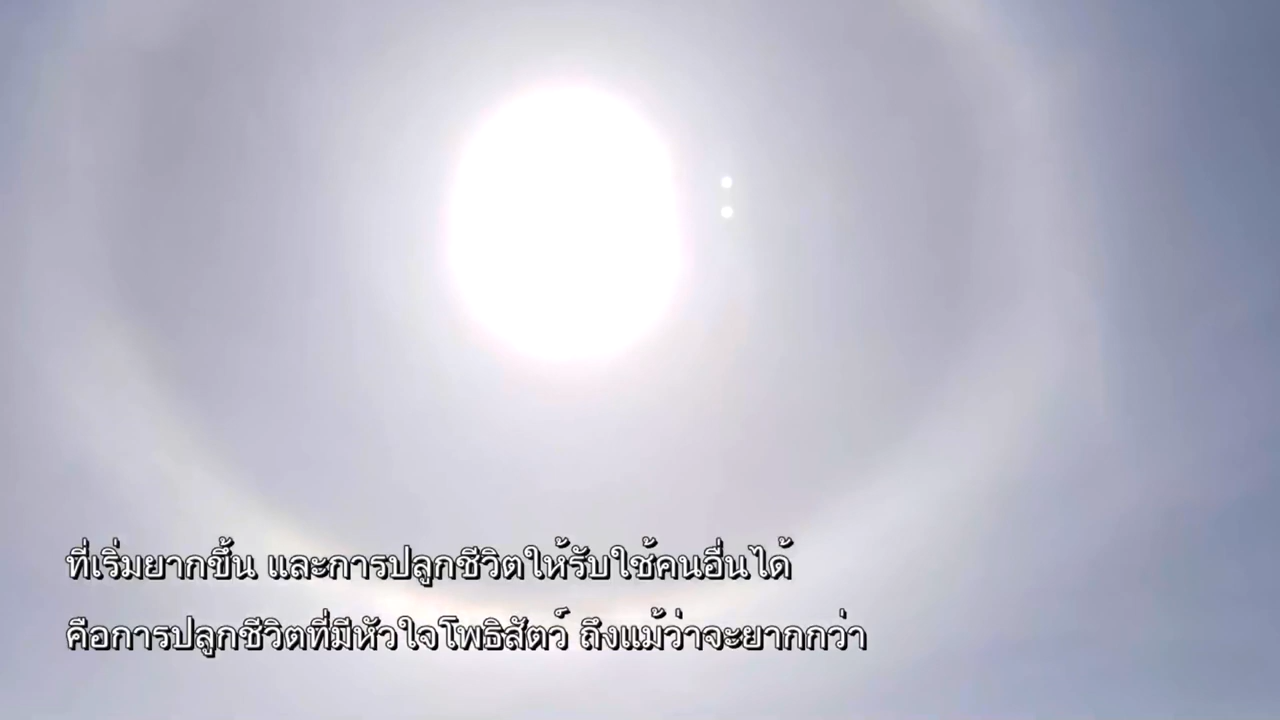 ที่เริ่มยากขึ้น และการปลูกชีวิตให้รับใช้คนอื่นได้
คือการปลูกชีวิตที่มีหัวใจโพธิสัตว์ ถึงแม้ว่าจะยากกว่า